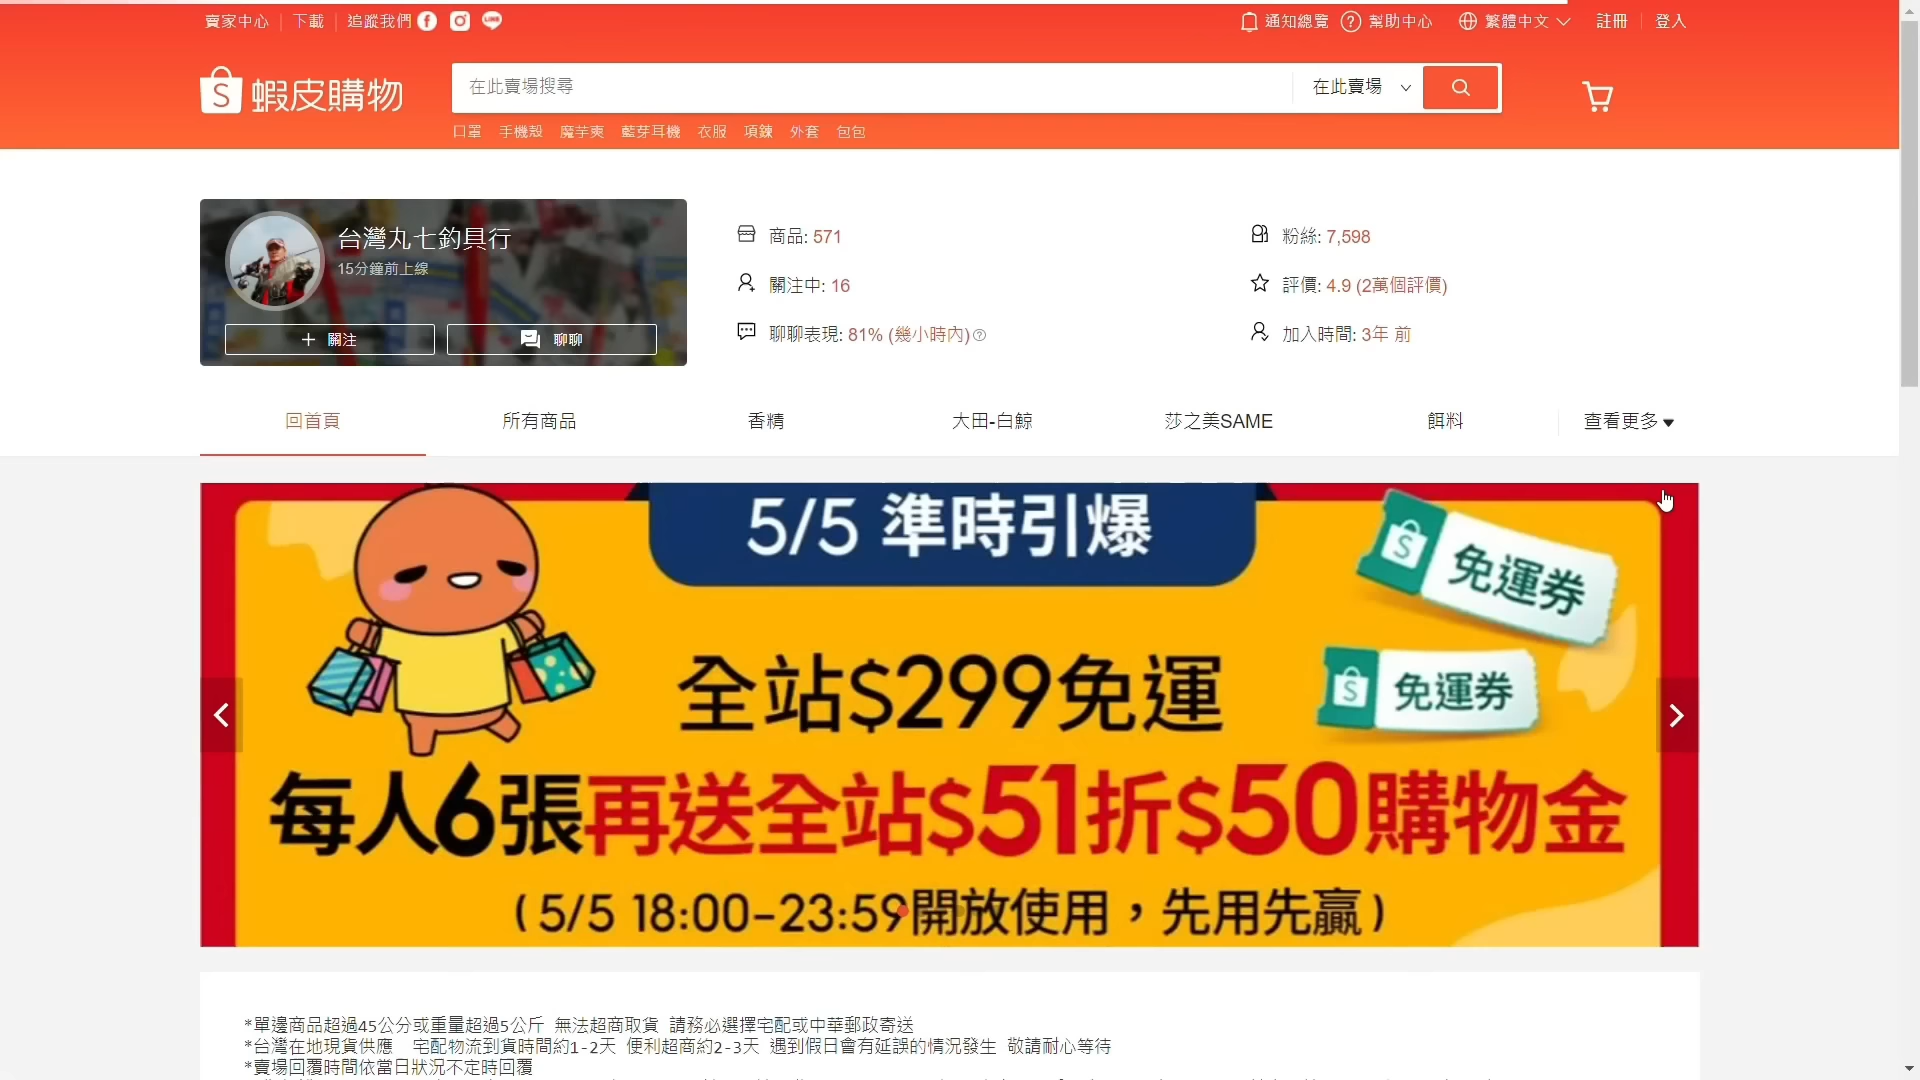 賣家中心 下載 追蹤我們 通知總覽 幫助中心 繁體中文 註冊 登入
蝦皮購物 在此賣場搜尋 在此賣場
口罩 手機殼 魔芋爽 藍芽耳機 衣服 項鍊 外套 包包
台灣丸七釣具行
15分鐘前上線
+ 關注 聊聊
商品: 571
關注中: 16
聊聊表現: 81% (幾小時內)
粉絲: 7,598
評價: 4.9 (2萬個評價)
加入時間: 3年 前
回首頁 所有商品 香精 大田-白鯨 莎之美SAME 餌料 查看更多
5/5 準時引爆
免運券
免運券
全站$299免運
每人6張再送全站$51折$50購物金
(5/5 18:00-23:59開放使用，先用先贏)
*單邊商品超過45公分或重量超過5公斤 無法超商取貨 請務必選擇宅配或中華郵政寄送
*台灣在地現貨供應 宅配物流到貨時間約1-2天 便利超商約2-3天 遇到假日會有延誤的情況發生 敬請耐心等待
*賣場回覆時間依當日狀況不定時回覆